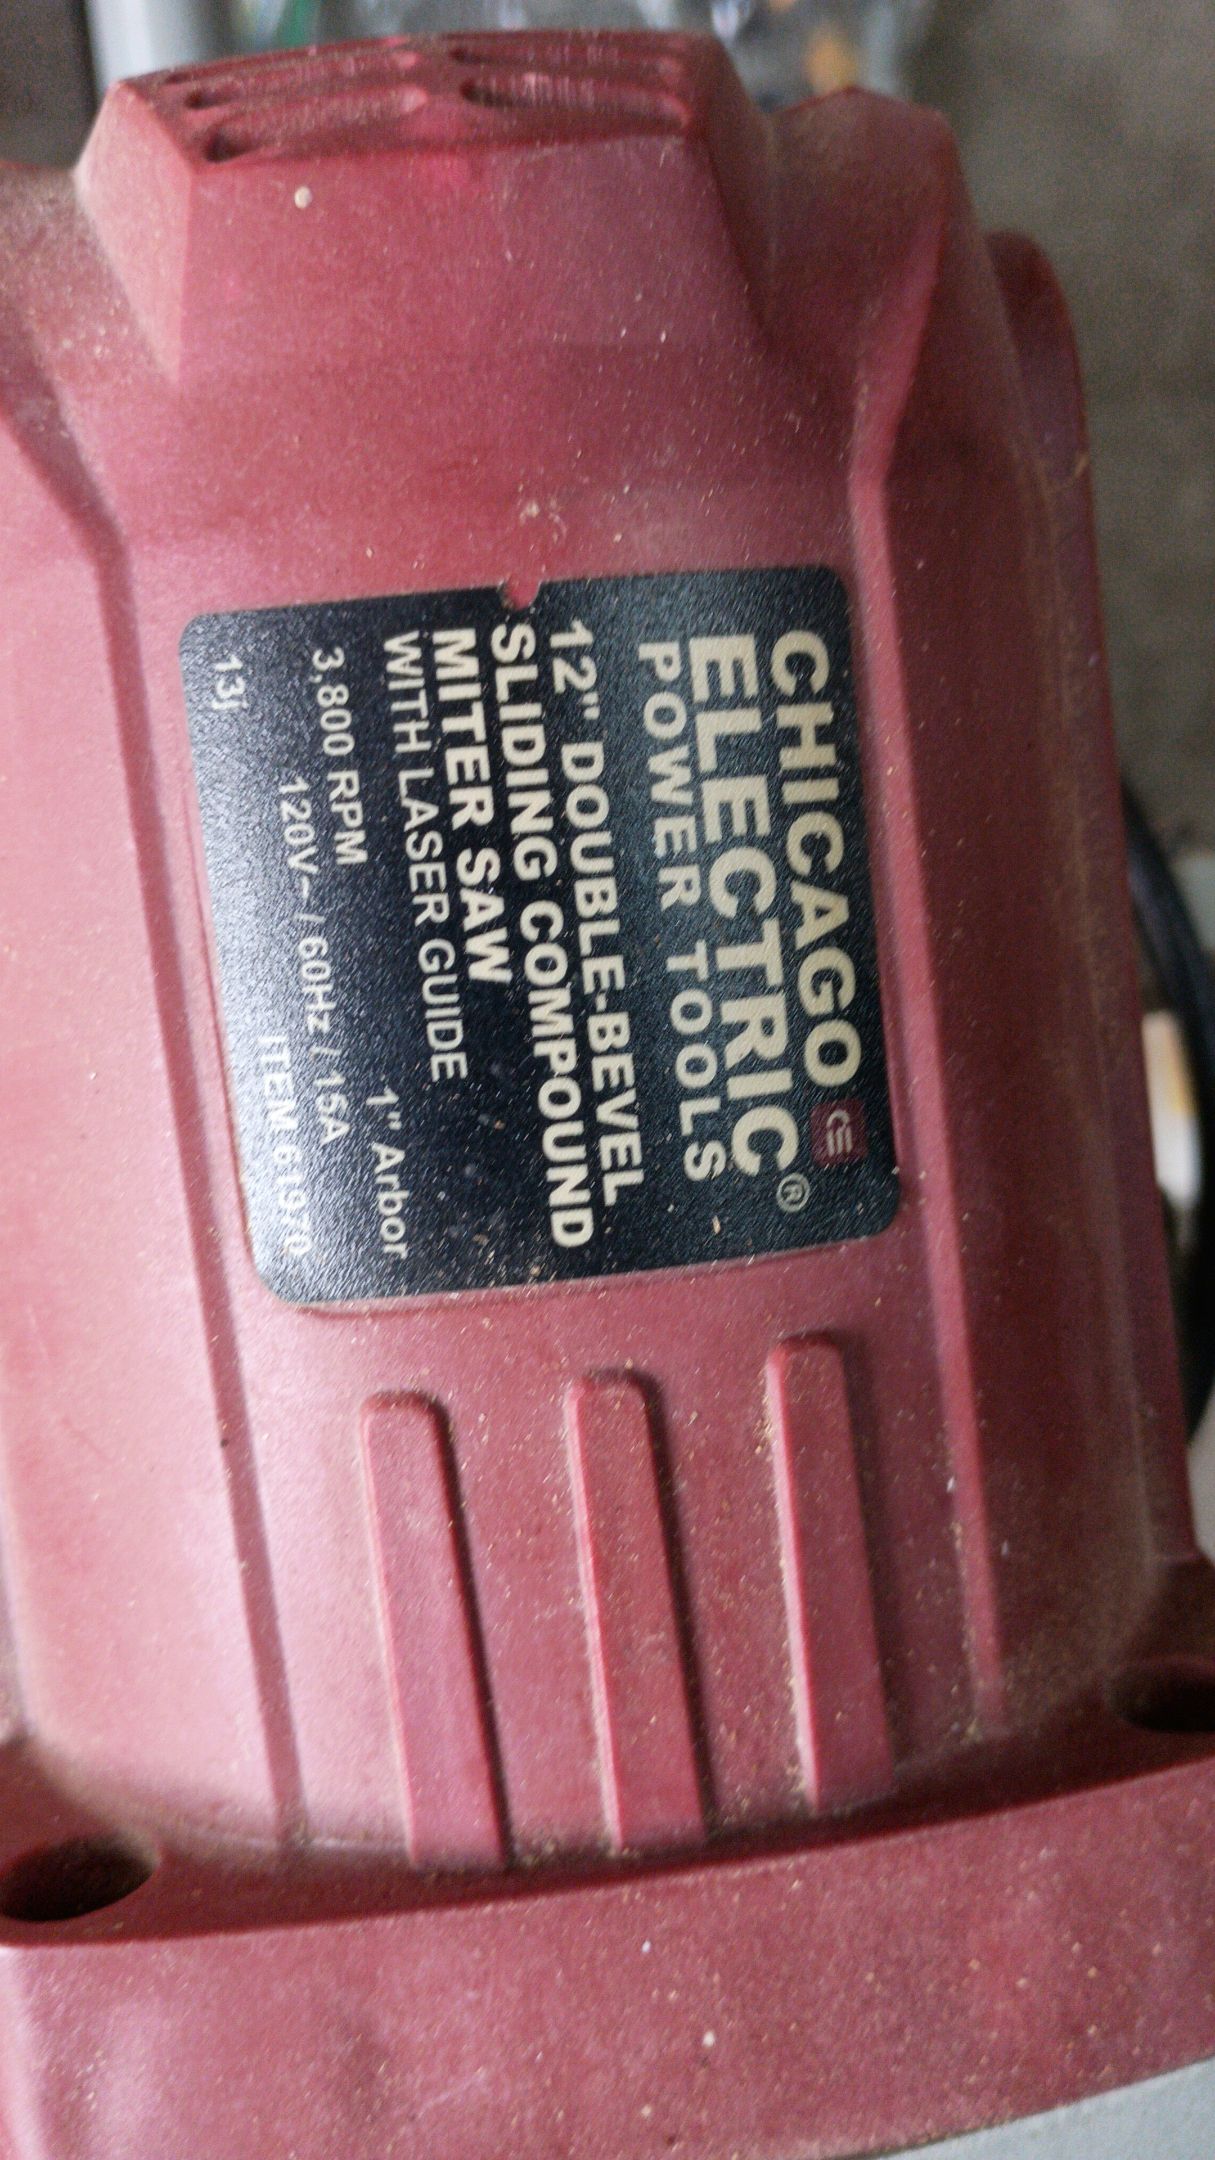 CHICAGO CE
ELECTRIC®
POWER TOOLS
12" DOUBLE-BEVEL
SLIDING COMPOUND
MITER SAW
WITH LASER GUIDE
1" Arbor
3,800 RPM
120V~ / 60Hz / 15A
ITEM 61970
13j